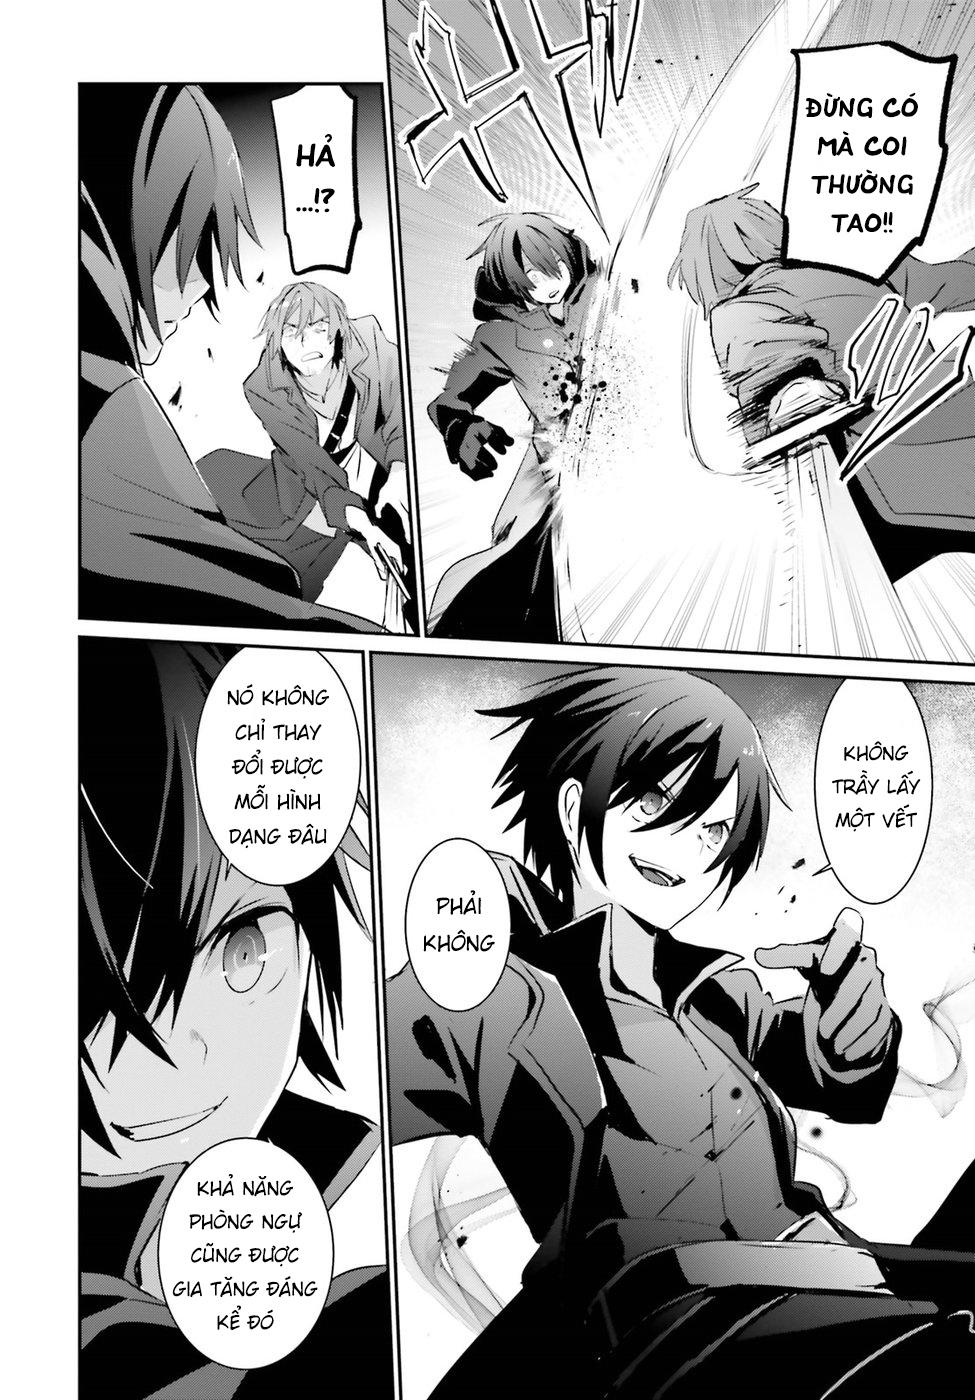 ĐỪNG CÓ
MÀ COI
THƯỜNG
TAO!!
HẢ
...!?
KHÔNG
TRẦY LẤY
MỘT VẾT
PHẢI
KHÔNG
NÓ KHÔNG
CHỈ THAY
ĐỔI ĐƯỢC
MỖI HÌNH
DẠNG ĐÂU
KHẢ NĂNG
PHÒNG NGỰ
CŨNG ĐƯỢC
GIA TĂNG ĐÁNG
KỂ ĐÓ